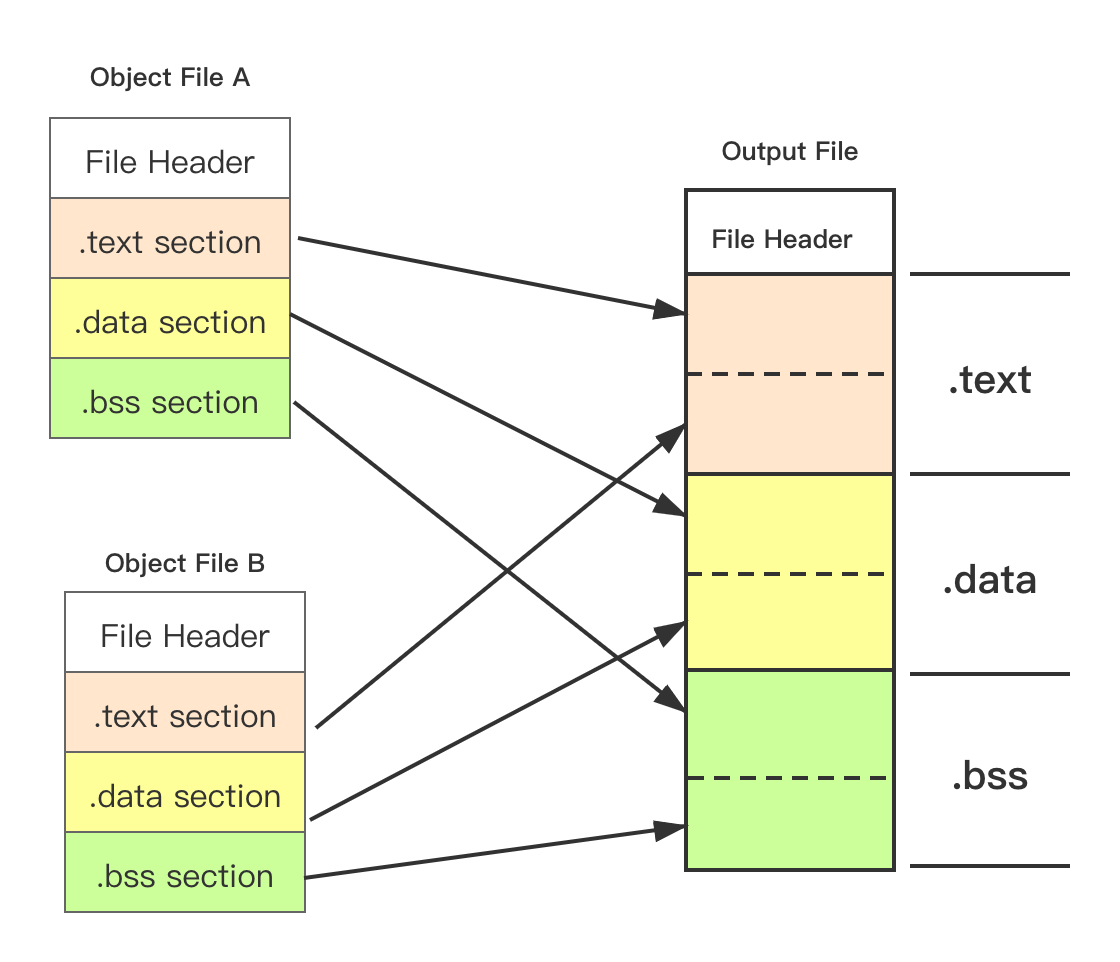 Object File A
File Header
.text section
.data section
.bss section
Object File B
File Header
.text section
.data section
.bss section
Output File
File Header
.text
.data
.bss